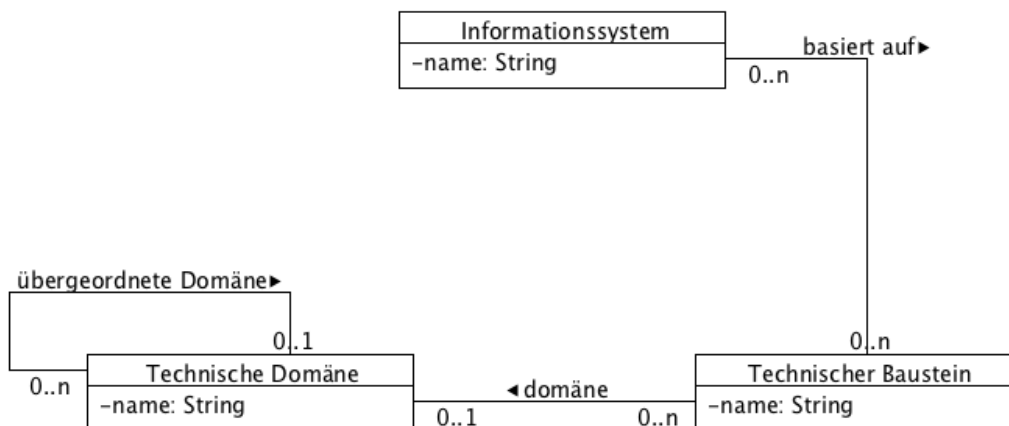 Informationssystem
–name: String
basiert auf▶
0..n
übergeordnete Domäne▶
0..1
0..n
0..n
Technische Domäne
–name: String
◀domäne
0..1
0..n
Technischer Baustein
–name: String